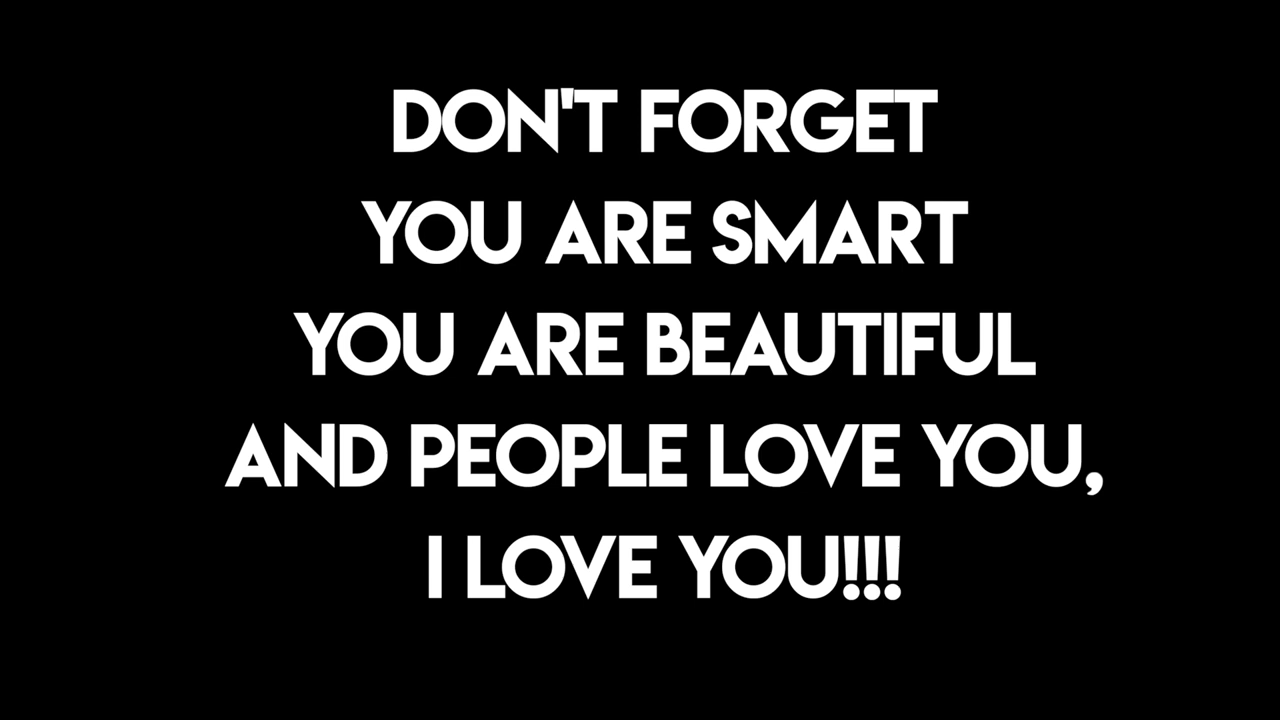 DON'T FORGET
YOU ARE SMART
YOU ARE BEAUTIFUL
AND PEOPLE LOVE YOU,
I LOVE YOU!!!